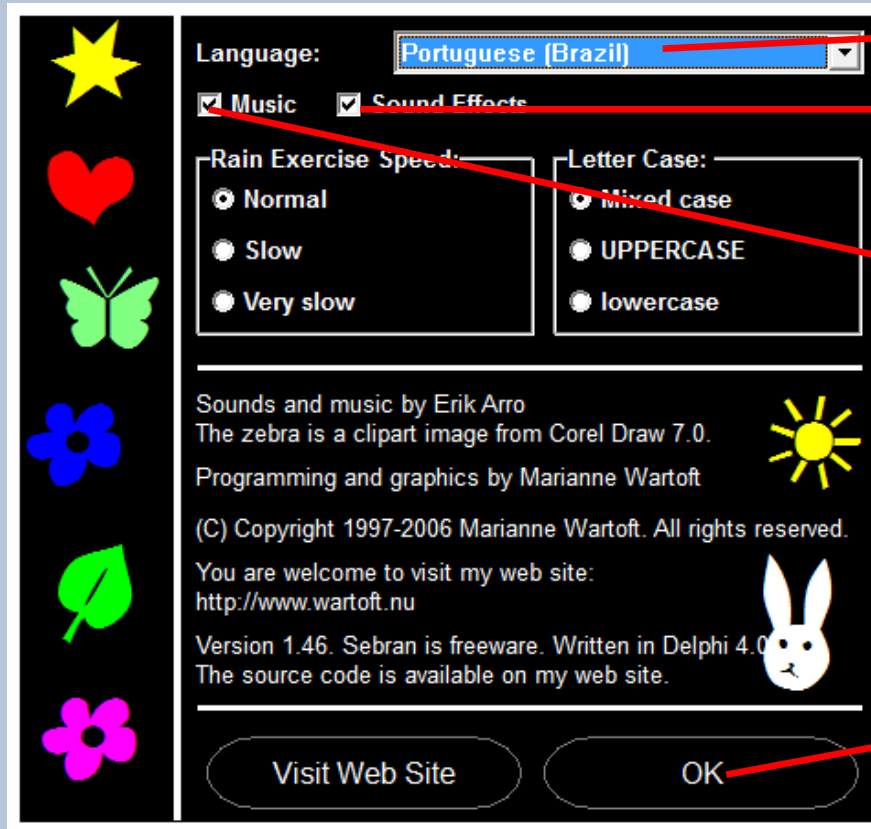 Language: Portuguese (Brazil)
Music Sound Effects
Rain Exercise Speed:
Normal
Slow
Very slow
Letter Case:
Mixed case
UPPERCASE
lowercase
Sounds and music by Erik Arro
The zebra is a clipart image from Corel Draw 7.0.
Programming and graphics by Marianne Wartoft
(C) Copyright 1997-2006 Marianne Wartoft. All rights reserved.
You are welcome to visit my web site:
http://www.wartoft.nu
Version 1.46. Sebran is freeware. Written in Delphi 4.0
The source code is available on my web site.
Visit Web Site OK